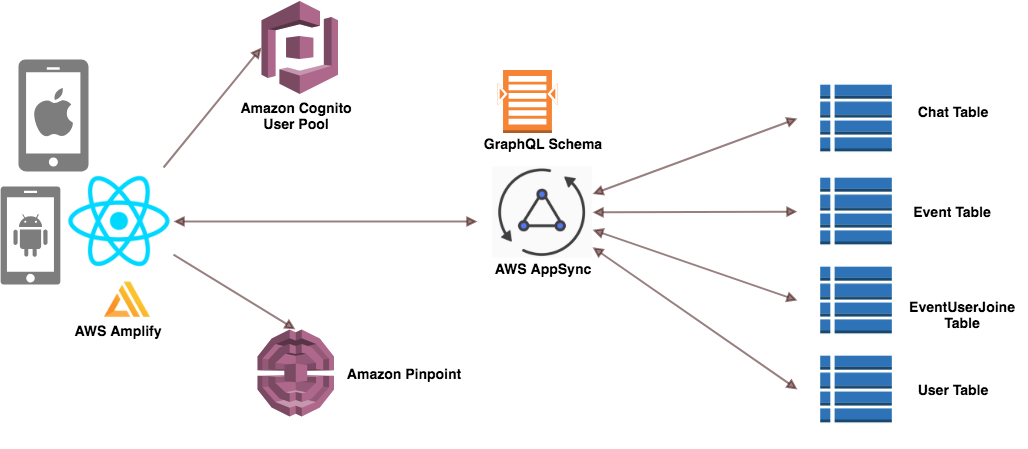 Amazon Cognito
User Pool
GraphQL Schema
Chat Table
Event Table
AWS AppSync
EventUserJoine
Table
AWS Amplify
Amazon Pinpoint
User Table